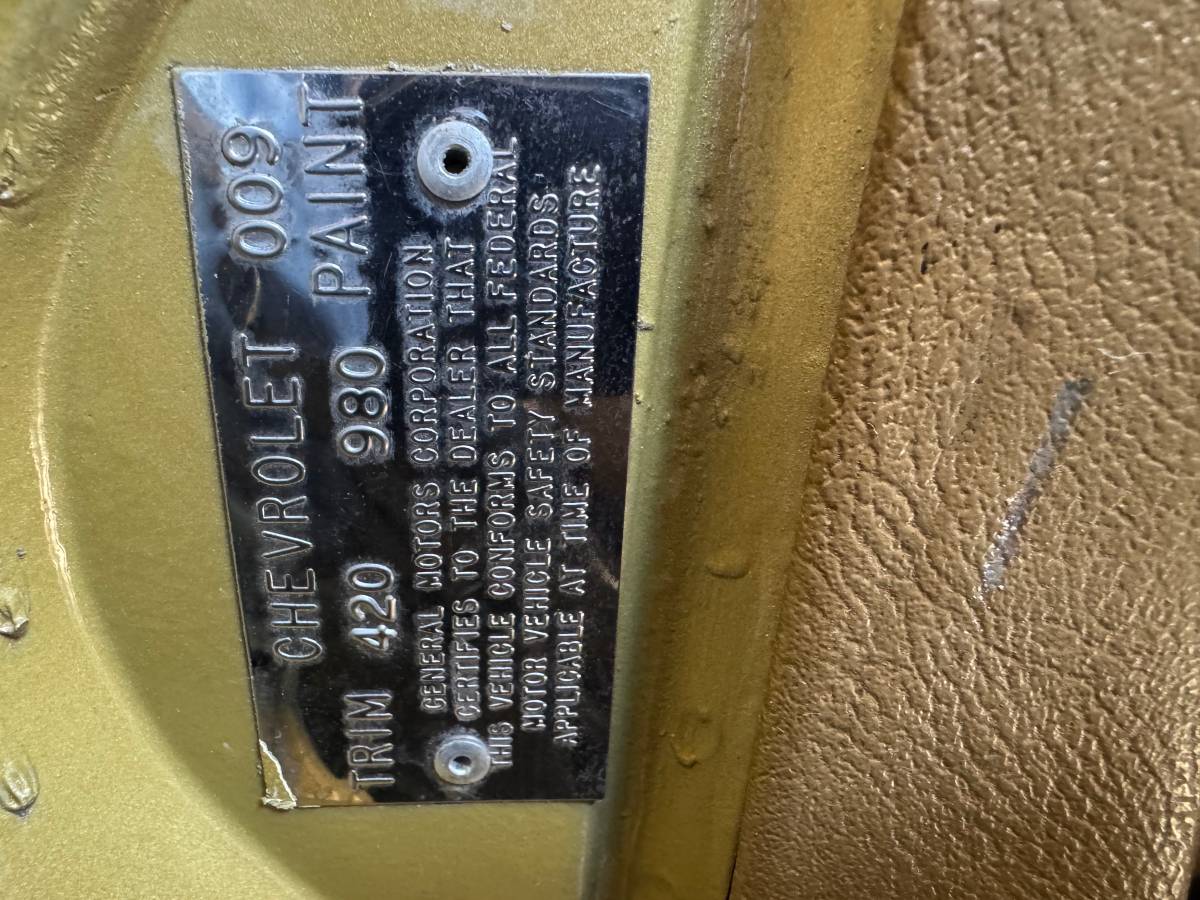 CHEVROLET 009
TRIM 420 980 PAINT
GENERAL MOTORS CORPORATION
CERTIFIES TO THE DEALER THAT
THIS VEHICLE CONFORMS TO ALL FEDERAL
MOTOR VEHICLE SAFETY STANDARDS
APPLICABLE AT TIME OF MANUFACTURE